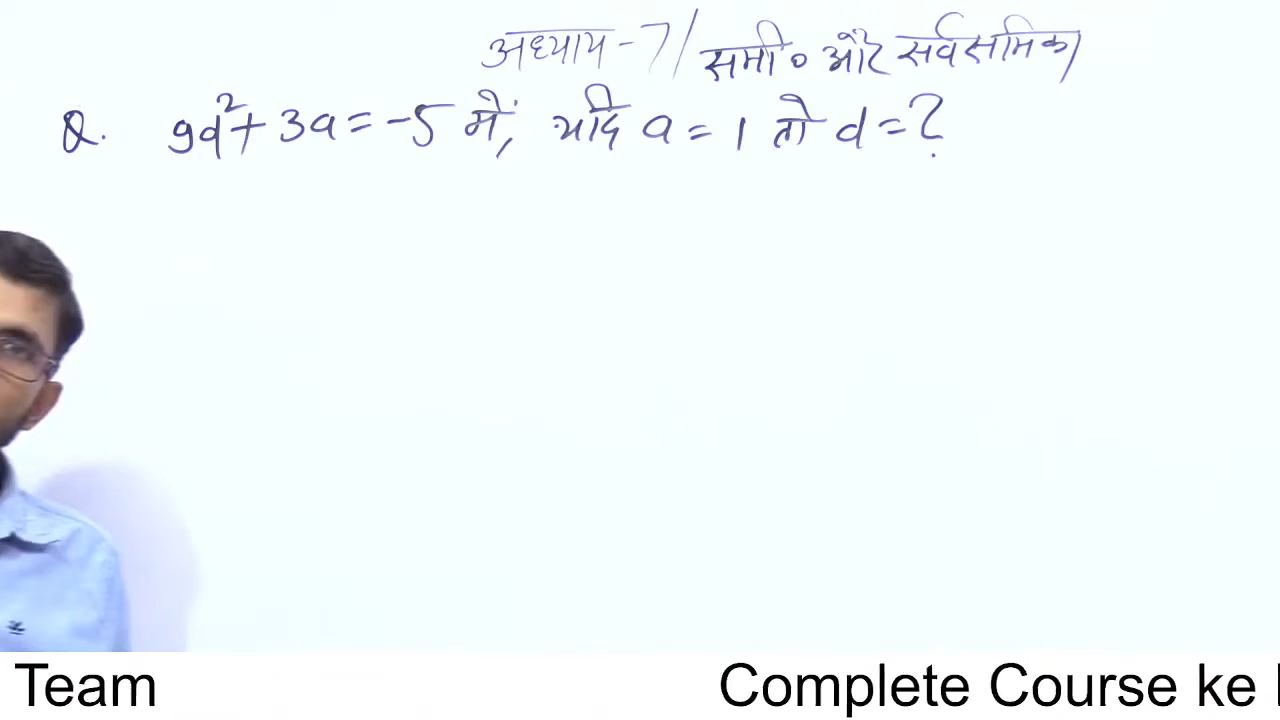 अध्याय-7/ समी० और सर्वसमिका
Q. 9d²+3a=-5 में, यदि a=1 तो d=?
Team Complete Course ke